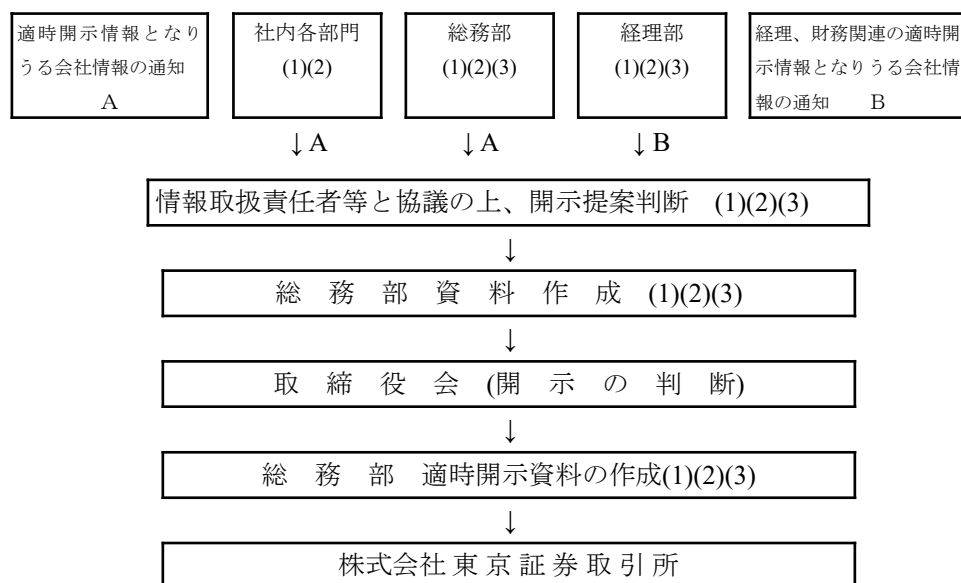 適時開示情報となり
うる会社情報の通知
A
社内各部門
(1)(2)
総務部
(1)(2)(3)
経理部
(1)(2)(3)
経理、財務関連の適時開
示情報となりうる会社情
報の通知 B
↓A
↓A
↓B
情報取扱責任者等と協議の上、開示提案判断 (1)(2)(3)
↓
総 務 部 資 料 作 成 (1)(2)(3)
↓
取 締 役 会 (開 示 の 判 断)
↓
総 務 部 適時開示資料の作成(1)(2)(3)
↓
株式会社 東 京 証 券 取 引 所